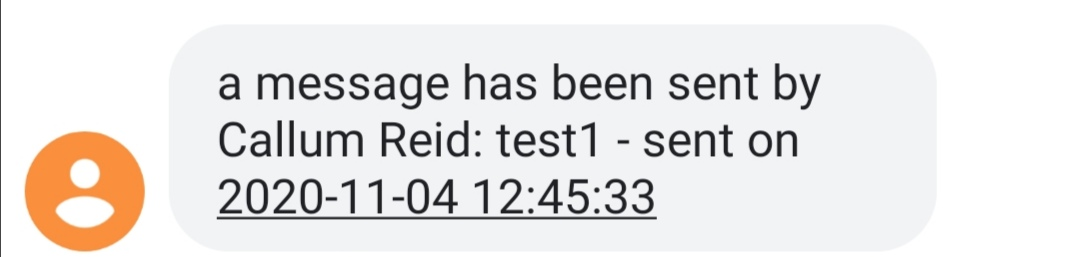 a message has been sent by
Callum Reid: test1 - sent on
2020-11-04 12:45:33